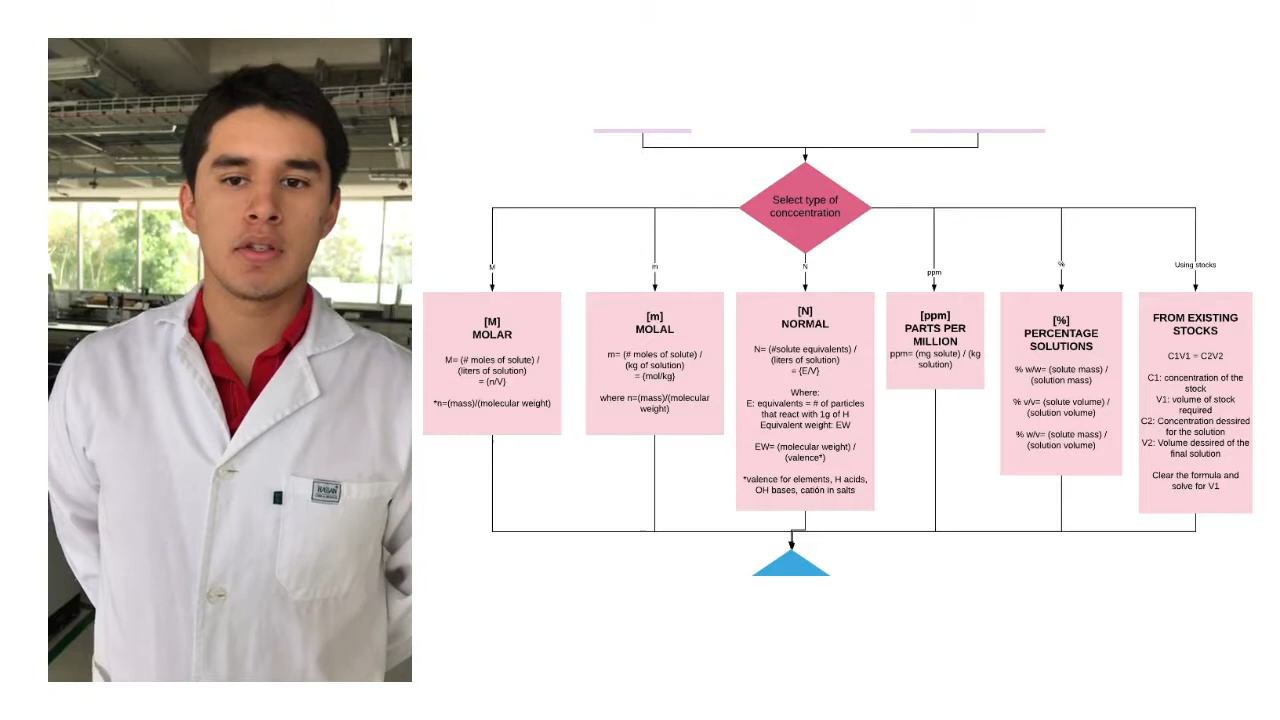 Select type of
conccentration
M
m
N
ppm
%
Using stocks
[M]
MOLAR
M= (# moles of solute) /
(liters of solution)
= {n/V}
*n=(mass)/(molecular weight)
[m]
MOLAL
m= (# moles of solute) /
(kg of solution)
= {mol/kg}
where n=(mass)/(molecular
weight)
[N]
NORMAL
N= (#solute equivalents) /
(liters of solution)
= {E/V}
Where:
E: equivalents = # of particles
that react with 1g of H
Equivalent weight: EW
EW= (molecular weight) /
(valence*)
*valence for elements, H acids,
OH bases, catión in salts
[ppm]
PARTS PER
MILLION
ppm= (mg solute) / (kg
solution)
[%]
PERCENTAGE
SOLUTIONS
% w/w= (solute mass) /
(solution mass)
% v/v= (solute volume) /
(solution volume)
% w/v= (solute mass) /
(solution volume)
FROM EXISTING
STOCKS
C1V1 = C2V2
C1: concentration of the
stock
V1: volume of stock
required
C2: Concentration dessired
for the solution
V2: Volume dessired of the
final solution
Clear the formula and
solve for V1